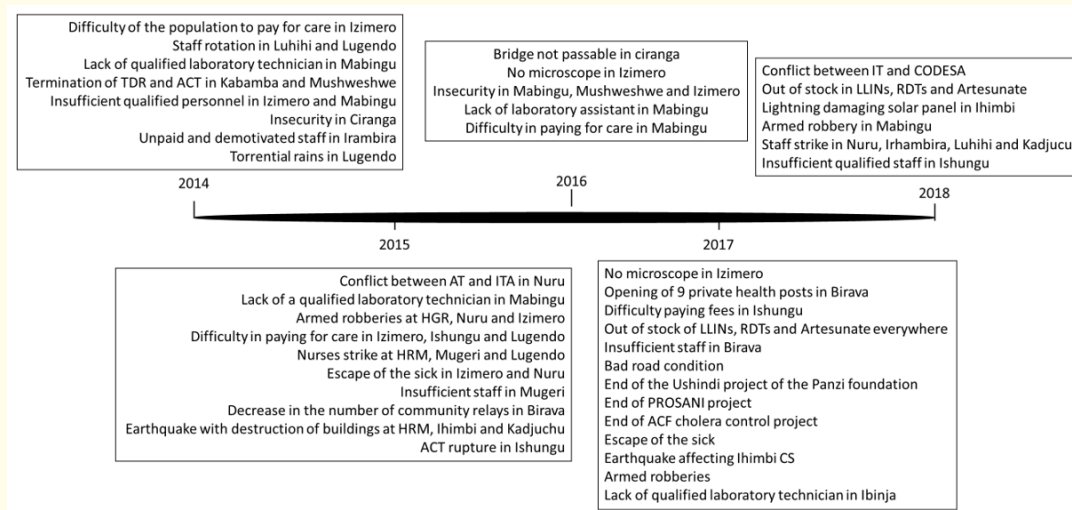 Difficulty of the population to pay for care in Izimero
Staff rotation in Luhihi and Lugendo
Lack of qualified laboratory technician in Mabingu
Termination of TDR and ACT in Kabamba and Mushweshwe
Insufficient qualified personnel in Izimero and Mabingu
Insecurity in Ciranga
Unpaid and demotivated staff in Irambira
Torrential rains in Lugendo
2014
Bridge not passable in ciranga
No microscope in Izimero
Insecurity in Mabingu, Mushweshwe and Izimero
Lack of laboratory assistant in Mabingu
Difficulty in paying for care in Mabingu
2016
Conflict between IT and CODESA
Out of stock in LLINs, RDTs and Artesunate
Lightning damaging solar panel in Ihimbi
Armed robbery in Mabingu
Staff strike in Nuru, Irhambira, Luhihi and Kadjucu
Insufficient qualified staff in Ishungu
2018
2015
Conflict between AT and ITA in Nuru
Lack of a qualified laboratory technician in Mabingu
Armed robberies at HGR, Nuru and Izimero
Difficulty in paying for care in Izimero, Ishungu and Lugendo
Nurses strike at HRM, Mugeri and Lugendo
Escape of the sick in Izimero and Nuru
Insufficient staff in Mugeri
Decrease in the number of community relays in Birava
Earthquake with destruction of buildings at HRM, Ihimbi and Kadjuchu
ACT rupture in Ishungu
2017
No microscope in Izimero
Opening of 9 private health posts in Birava
Difficulty paying fees in Ishungu
Out of stock of LLINs, RDTs and Artesunate everywhere
Insufficient staff in Birava
Bad road condition
End of the Ushindi project of the Panzi foundation
End of PROSANI project
End of ACF cholera control project
Escape of the sick
Earthquake affecting Ihimbi CS
Armed robberies
Lack of qualified laboratory technician in Ibinja